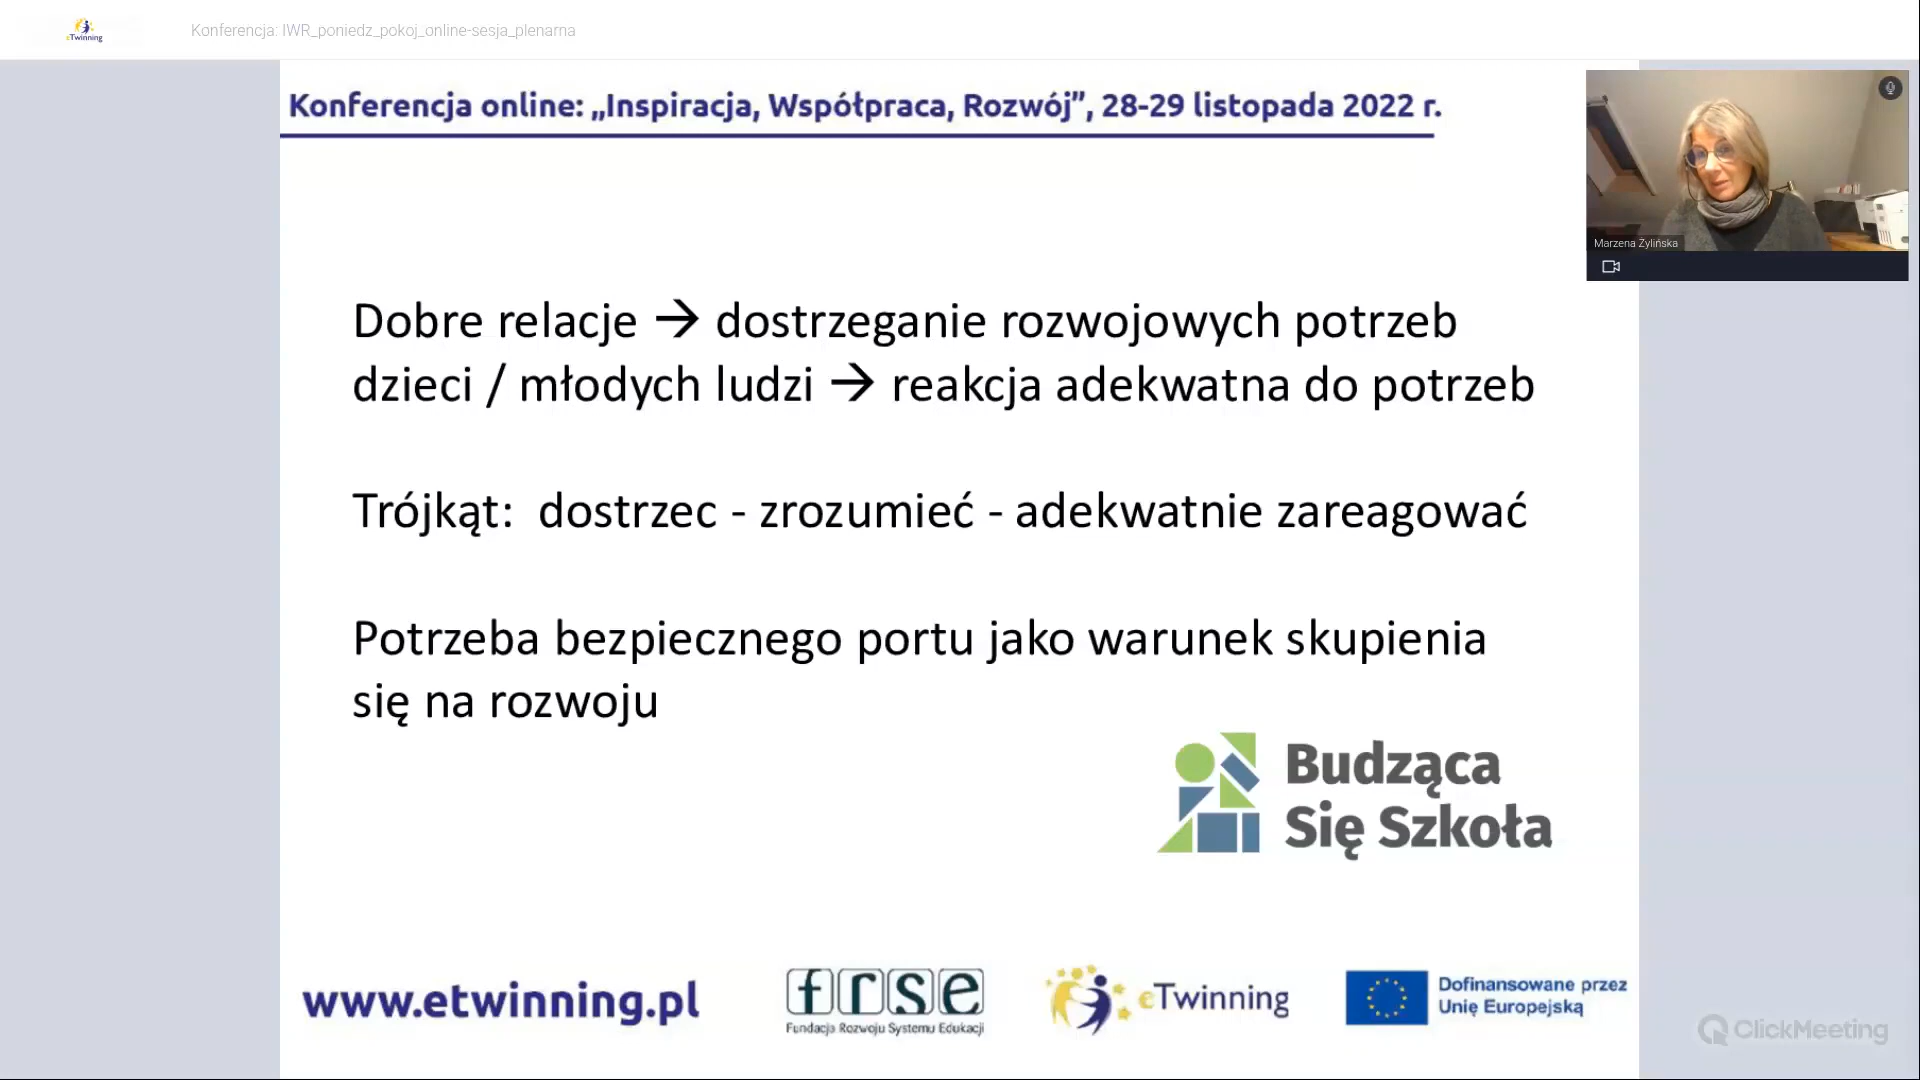 eTwinning
Konferencja: IWR_poniedz_pokoj_online-sesja_plenarna
Konferencja online: „Inspiracja, Współpraca, Rozwój”, 28-29 listopada 2022 r.
Marzena Żylińska
Dobre relacje → dostrzeganie rozwojowych potrzeb
dzieci / młodych ludzi → reakcja adekwatna do potrzeb
Trójkąt: dostrzec - zrozumieć - adekwatnie zareagować
Potrzeba bezpiecznego portu jako warunek skupienia
się na rozwoju
Budząca
Się Szkoła
www.etwinning.pl
frse
Fundacja Rozwoju Systemu Edukacji
eTwinning
Dofinansowane przez
Unię Europejską
ClickMeeting